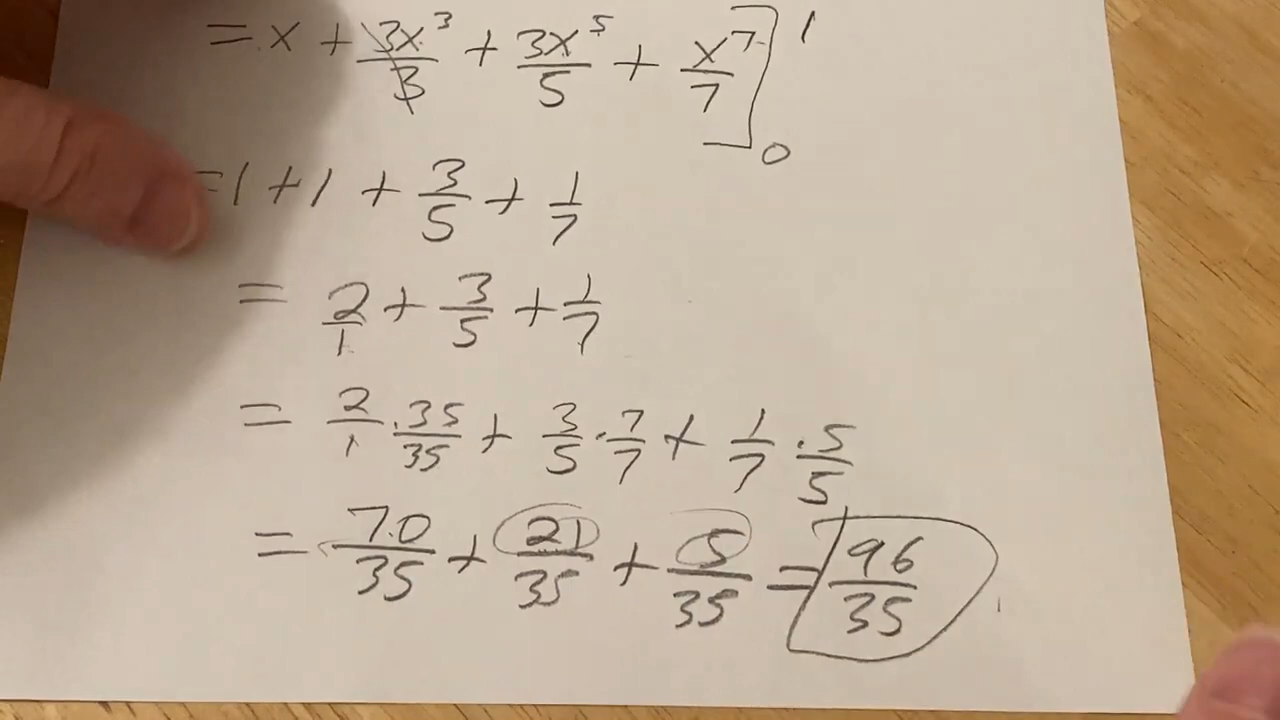 = x + 3x³/3 + 3x⁵/5 + x⁷/7 ]₀¹
= 1 + 1 + 3/5 + 1/7
= 2/1 + 3/5 + 1/7
= 2/1 · 35/35 + 3/5 · 7/7 + 1/7 · 5/5
= 70/35 + 21/35 + 5/35 = 96/35